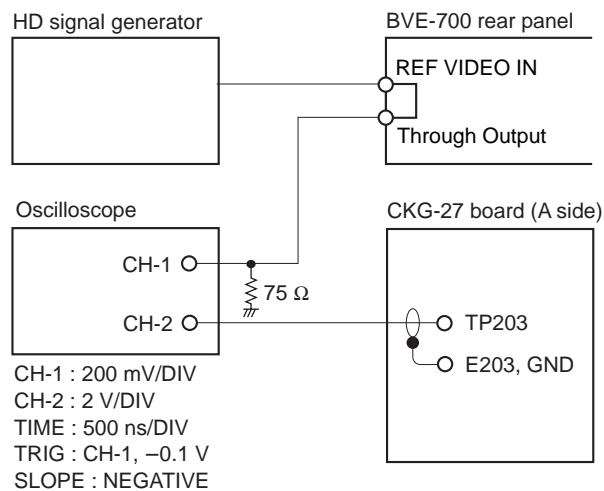 HD signal generator
BVE-700 rear panel
REF VIDEO IN
Through Output
Oscilloscope
CKG-27 board (A side)
CH-1
75 Ω
CH-2
TP203
E203, GND
CH-1 : 200 mV/DIV
CH-2 : 2 V/DIV
TIME : 500 ns/DIV
TRIG : CH-1, −0.1 V
SLOPE : NEGATIVE